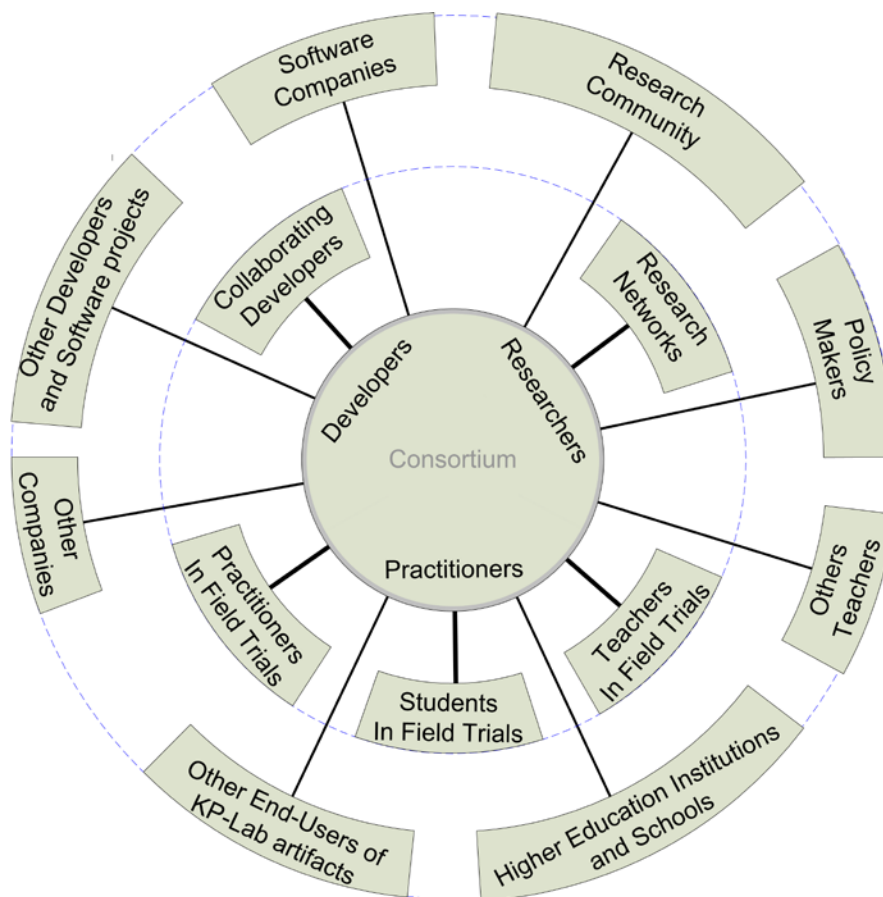 Software
Companies
Research
Community
Other Developers
and Software projects
Collaborating
Developers
Research
Networks
Policy
Makers
Developers
Researchers
Consortium
Practitioners
Other
Companies
Practitioners
In Field Trials
Students
In Field Trials
Teachers
In Field Trials
Others
Teachers
Other End-Users of
KP-Lab artifacts
Higher Education Institutions
and Schools